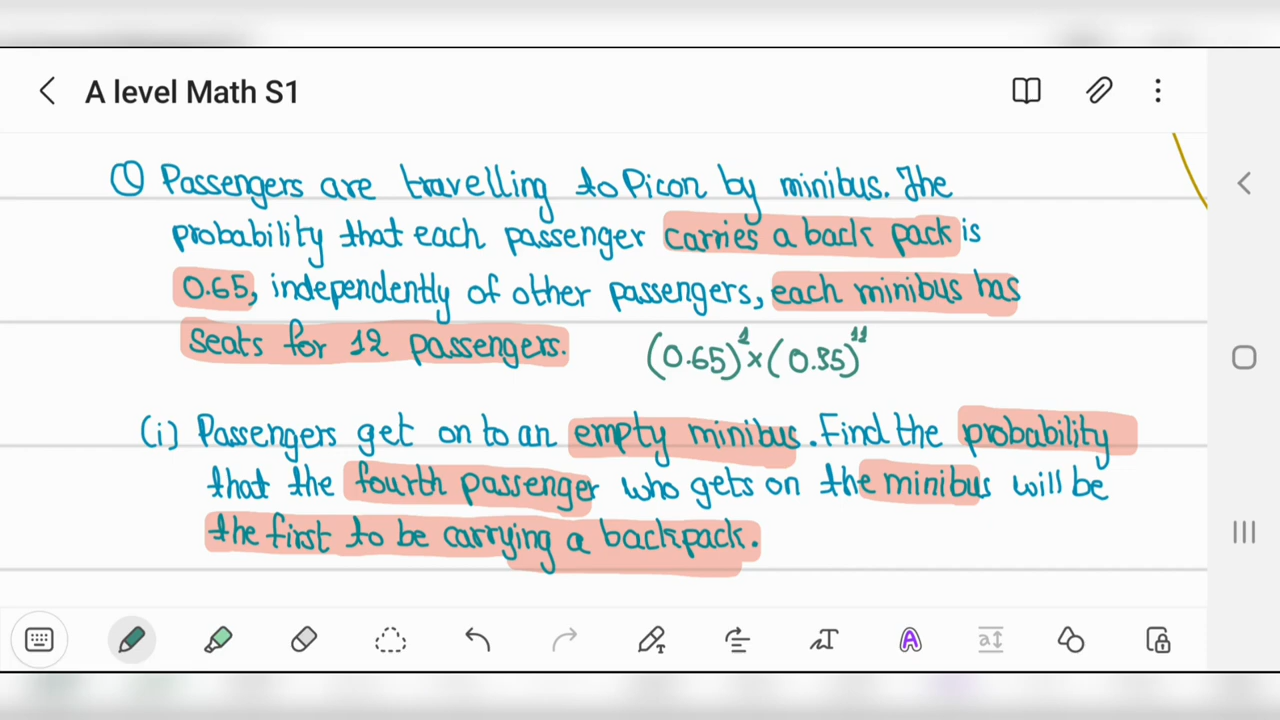 A level Math S1
① Passengers are travelling to Picon by minibus. The
probability that each passenger carries a back pack is
0.65, independently of other passengers, each minibus has
seats for 12 passengers.
(0.65)¹×(0.35)¹¹
(i) Passengers get on to an empty minibus. Find the probability
that the fourth passenger who gets on the minibus will be
the first to be carrying a backpack.